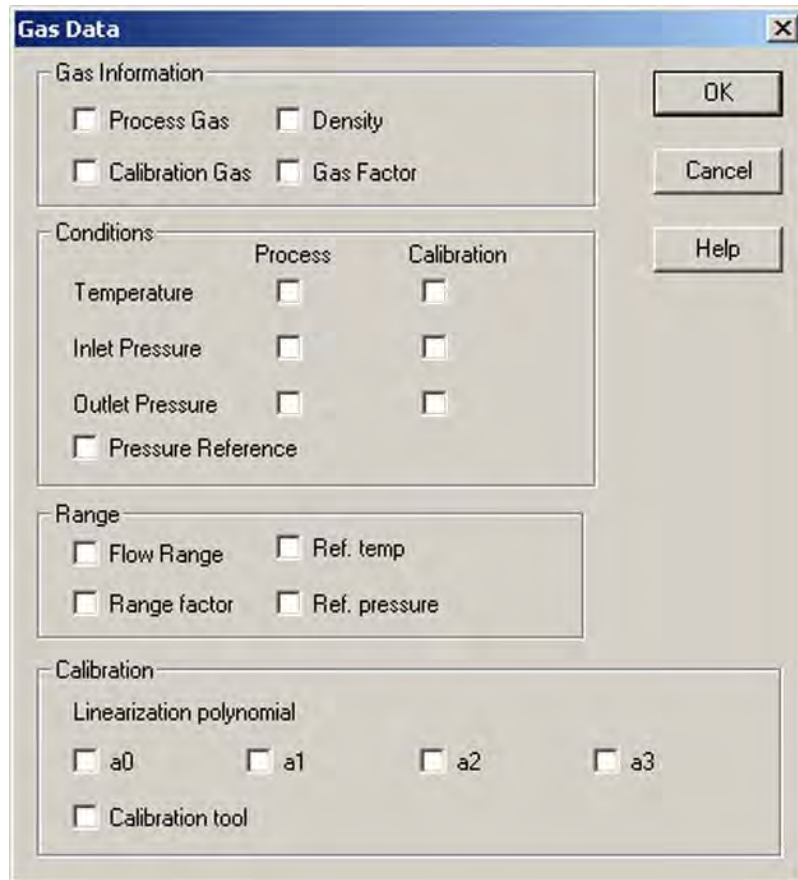 Gas Data
Gas Information
Process Gas Density
Calibration Gas Gas Factor
OK
Cancel
Help
Conditions
Process Calibration
Temperature
Inlet Pressure
Outlet Pressure
Pressure Reference
Range
Flow Range Ref. temp
Range factor Ref. pressure
Calibration
Linearization polynomial
a0 a1 a2 a3
Calibration tool